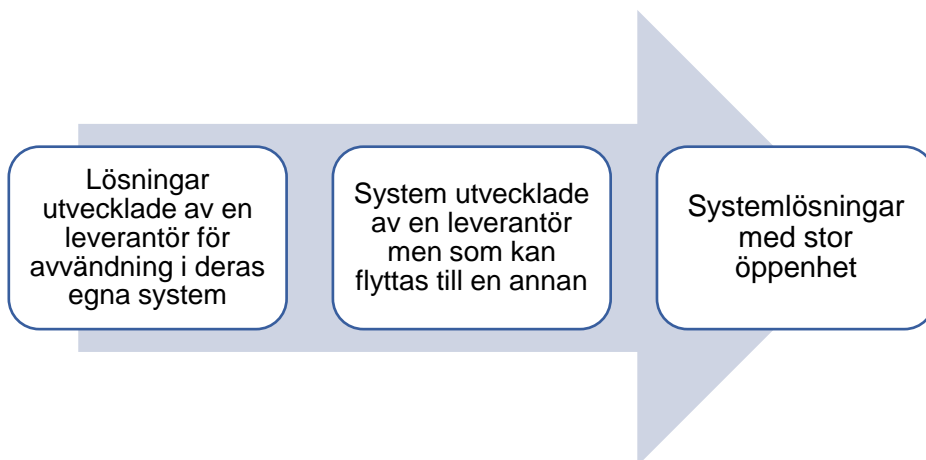 Lösningar
utvecklade av en
leverantör för
avvändning i deras
egna system
System utvecklade
av en leverantör
men som kan
flyttas till en annan
Systemlösningar
med stor
öppenhet